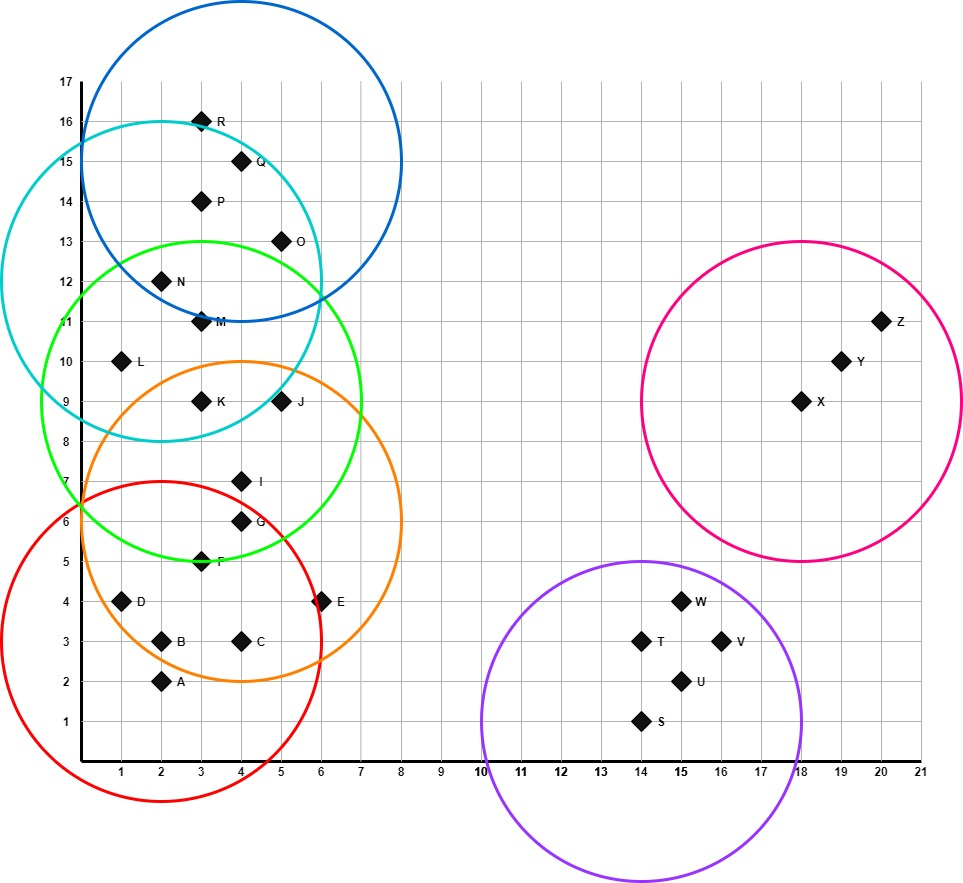 17
16 R
15 Q
14 P
13 O
12 N
11 M Z
10 L Y
9 K J X
8
7 I
6 G
5 F
4 D E W
3 B C T V
2 A U
1 S
1 2 3 4 5 6 7 8 9 10 11 12 13 14 15 16 17 18 19 20 21